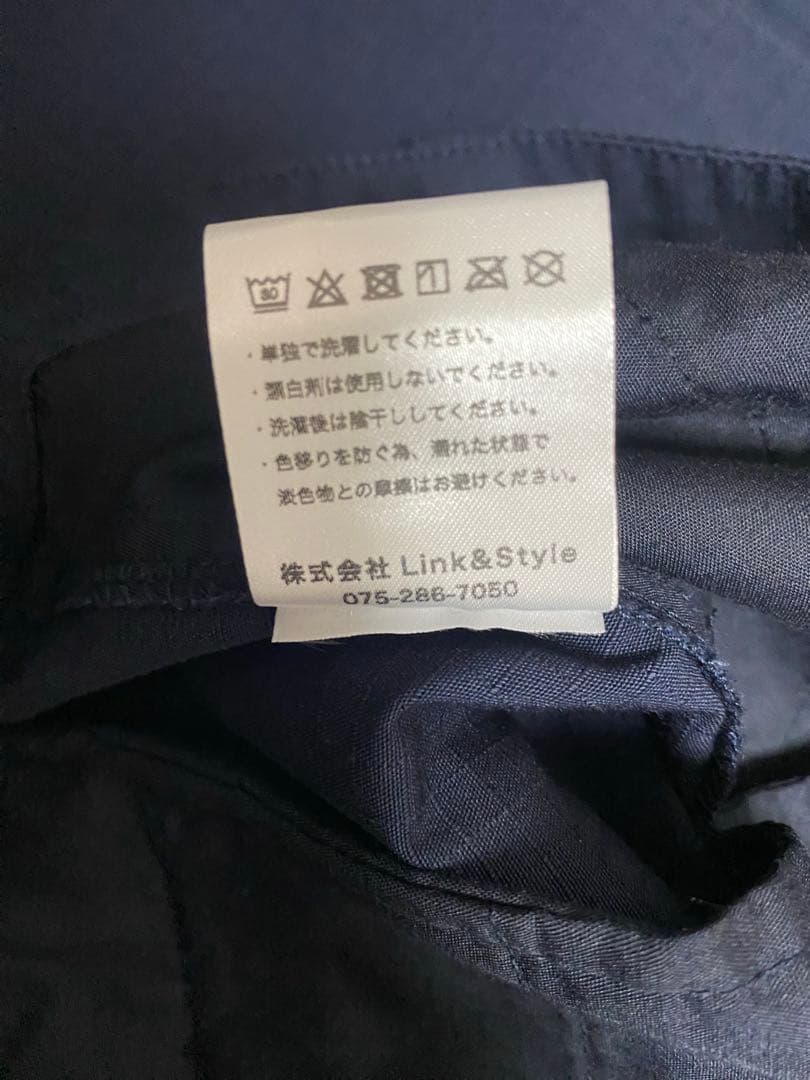 30
・単独で洗濯してください。
・漂白剤は使用しないでください。
・洗濯後は陰干ししてください。
・色移りを防ぐ為、濡れた状態で
淡色物との摩擦はお避けください。
株式会社 Link&Style
075-286-7050